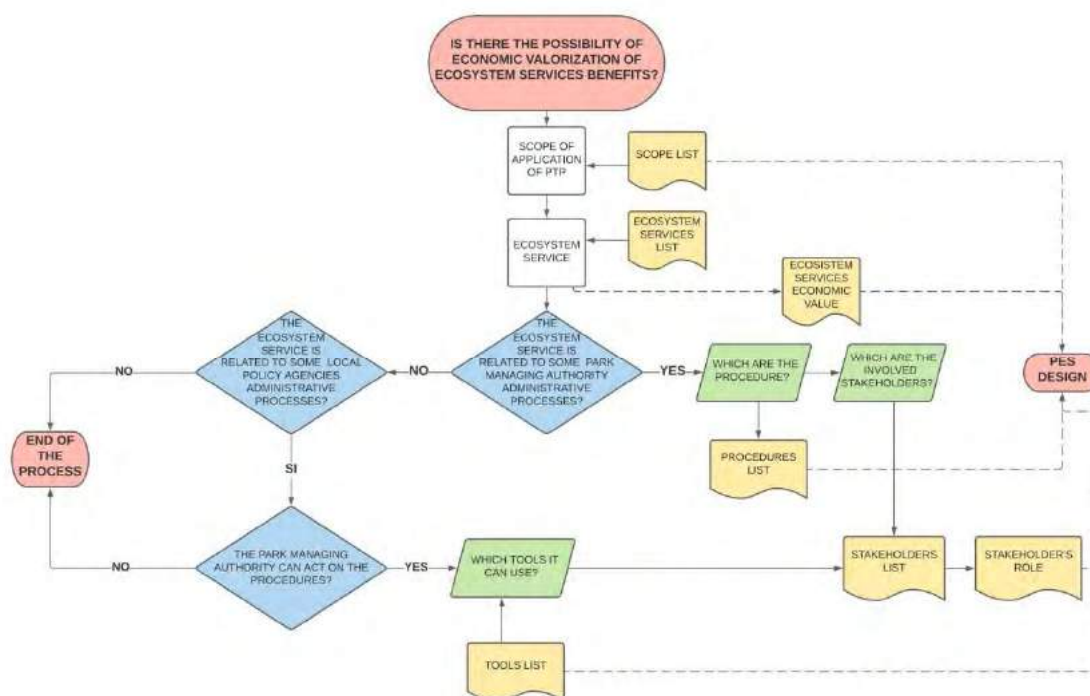 IS THERE THE POSSIBILITY OF
ECONOMIC VALORIZATION OF
ECOSYSTEM SERVICES BENEFITS?
SCOPE OF
APPLICATION
OF PTP
SCOPE LIST
ECOSYSTEM
SERVICE
ECOSYSTEM
SERVICES
LIST
ECOSISTEM
SERVICES
ECONOMIC
VALUE
THE
ECOSYSTEM
SERVICE IS
RELATED TO SOME LOCAL
POLICY AGENCIES
ADMINISTRATIVE
PROCESSES?
THE
ECOSYSTEM
SERVICE IS
RELATED TO SOME PARK
MANAGING AUTHORITY
ADMINISTRATIVE
PROCESSES?
NO
NO
YES
WHICH ARE THE
PROCEDURE?
WHICH ARE THE
INVOLVED
STAKEHOLDERS?
PES
DESIGN
END OF
THE
PROCESS
SI
PROCEDURES
LIST
THE PARK MANAGING
AUTHORITY CAN ACT ON THE
PROCEDURES?
NO
YES
WHICH TOOLS IT
CAN USE?
STAKEHOLDERS
LIST
STAKEHOLDER'S
ROLE
TOOLS LIST